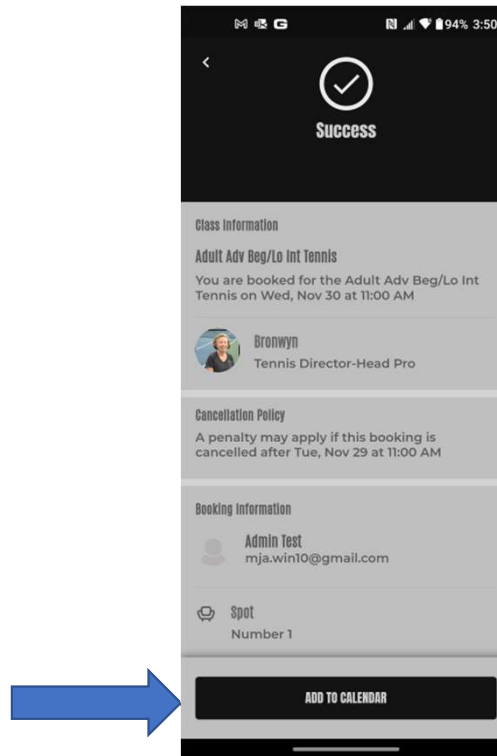 94% 3:50
Success
Class Information
Adult Adv Beg/Lo Int Tennis
You are booked for the Adult Adv Beg/Lo Int
Tennis on Wed, Nov 30 at 11:00 AM
Bronwyn
Tennis Director-Head Pro
Cancellation Policy
A penalty may apply if this booking is
cancelled after Tue, Nov 29 at 11:00 AM
Booking Information
Admin Test
mja.win10@gmail.com
Spot
Number 1
ADD TO CALENDAR